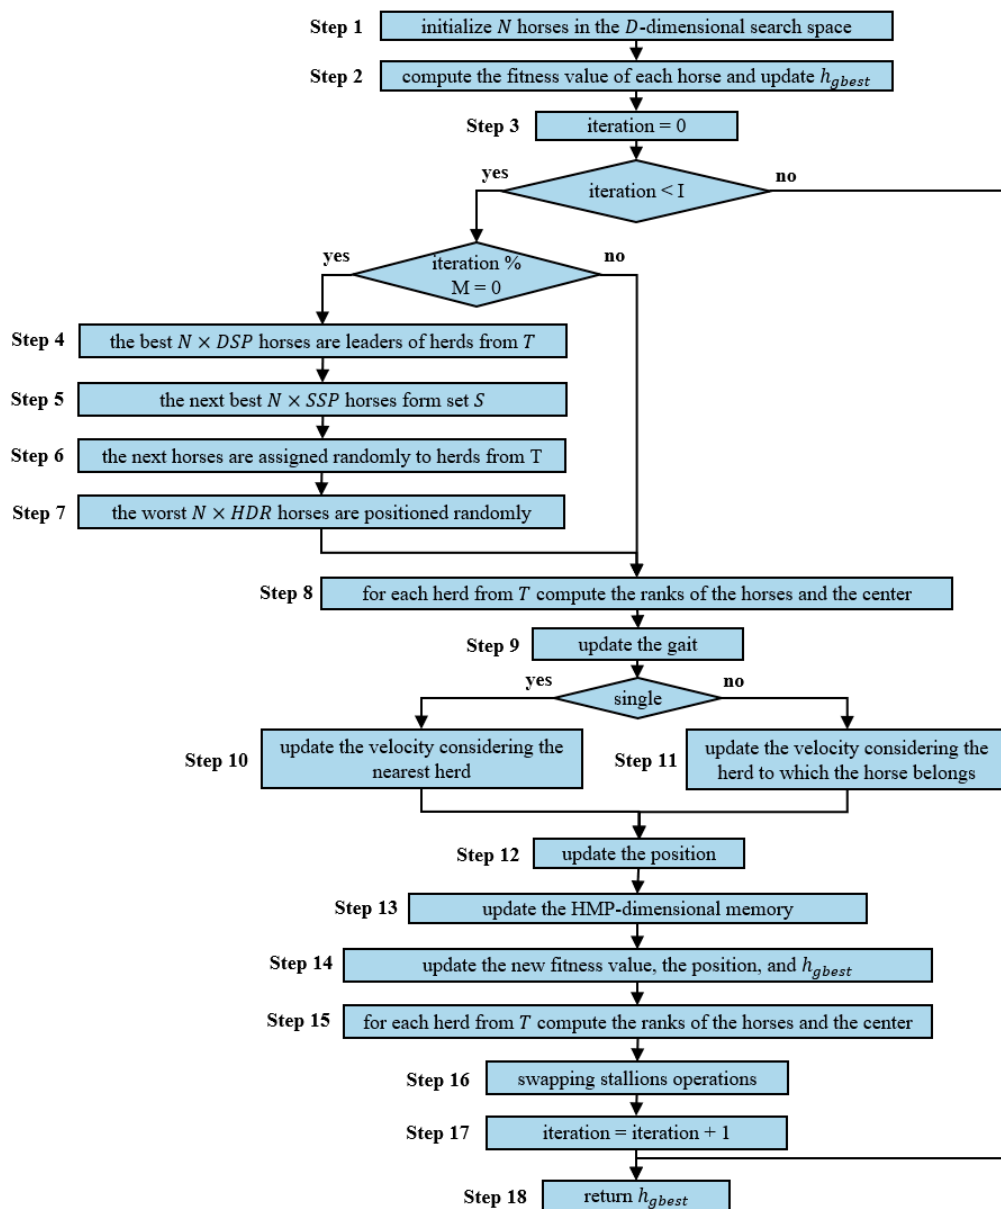 Step 1
initialize N horses in the D-dimensional search space
Step 2
compute the fitness value of each horse and update h_gbest
Step 3
iteration = 0
yes
iteration < I
no
yes
iteration %
M = 0
no
Step 4
the best N × DSP horses are leaders of herds from T
Step 5
the next best N × SSP horses form set S
Step 6
the next horses are assigned randomly to herds from T
Step 7
the worst N × HDR horses are positioned randomly
Step 8
for each herd from T compute the ranks of the horses and the center
Step 9
update the gait
yes
single
no
Step 10
update the velocity considering the
nearest herd
Step 11
update the velocity considering the
herd to which the horse belongs
Step 12
update the position
Step 13
update the HMP-dimensional memory
Step 14
update the new fitness value, the position, and h_gbest
Step 15
for each herd from T compute the ranks of the horses and the center
Step 16
swapping stallions operations
Step 17
iteration = iteration + 1
Step 18
return h_gbest